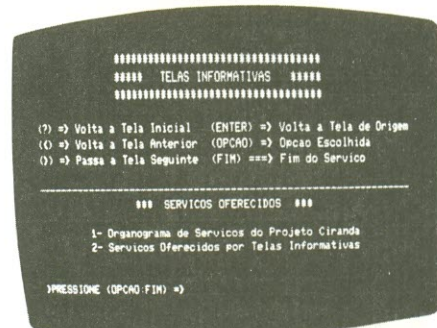 ##### TELAS INFORMATIVAS #####
(?) => Volta a Tela Inicial (ENTER) => Volta a Tela de Origem
(<) => Volta a Tela Anterior (OPCAO) => Opcao Escolhida
(>) => Passa a Tela Seguinte (FIM) ===> Fim do Servico
### SERVICOS OFERECIDOS ###
1- Organograma de Servicos do Projeto Ciranda
2- Servicos Oferecidos por Telas Informativas
>PRESSIONE (OPCAO:FIM) =>